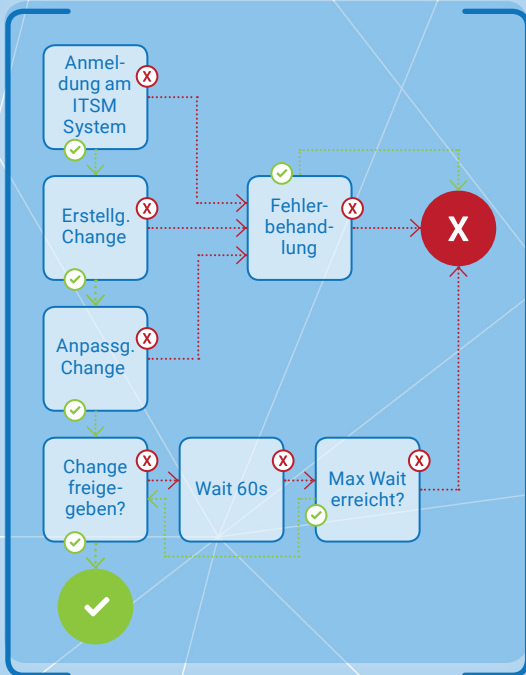 Anmel-
dung am
ITSM
System
X
Erstellg.
Change
X
Fehler-
behand-
lung
X
X
Anpassg.
Change
X
Change
freige-
geben?
X
Wait 60s
X
Max Wait
erreicht?
X